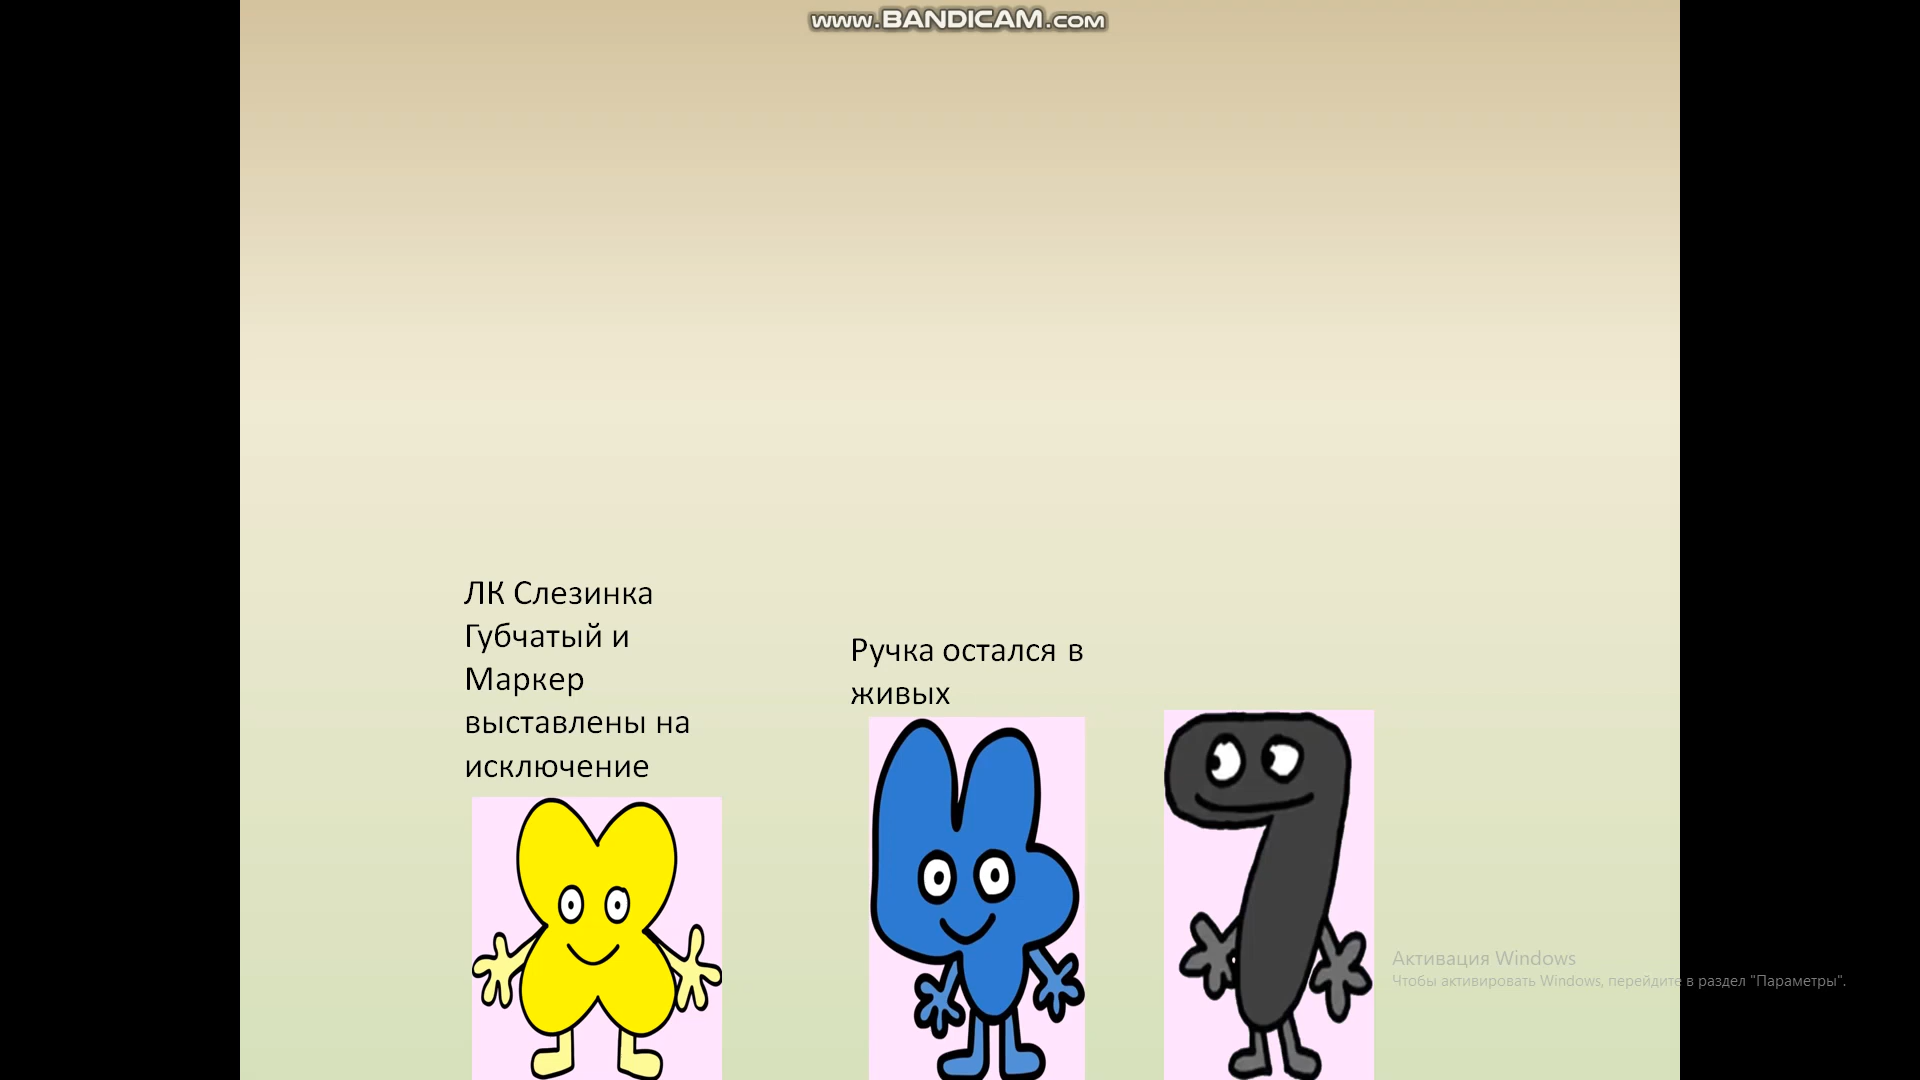 www.BANDICAM.com
ЛК Слезинка
Губчатый и
Маркер
выставлены на
исключение
Ручка остался в
живых
Активация Windows
Чтобы активировать Windows, перейдите в раздел "Параметры".